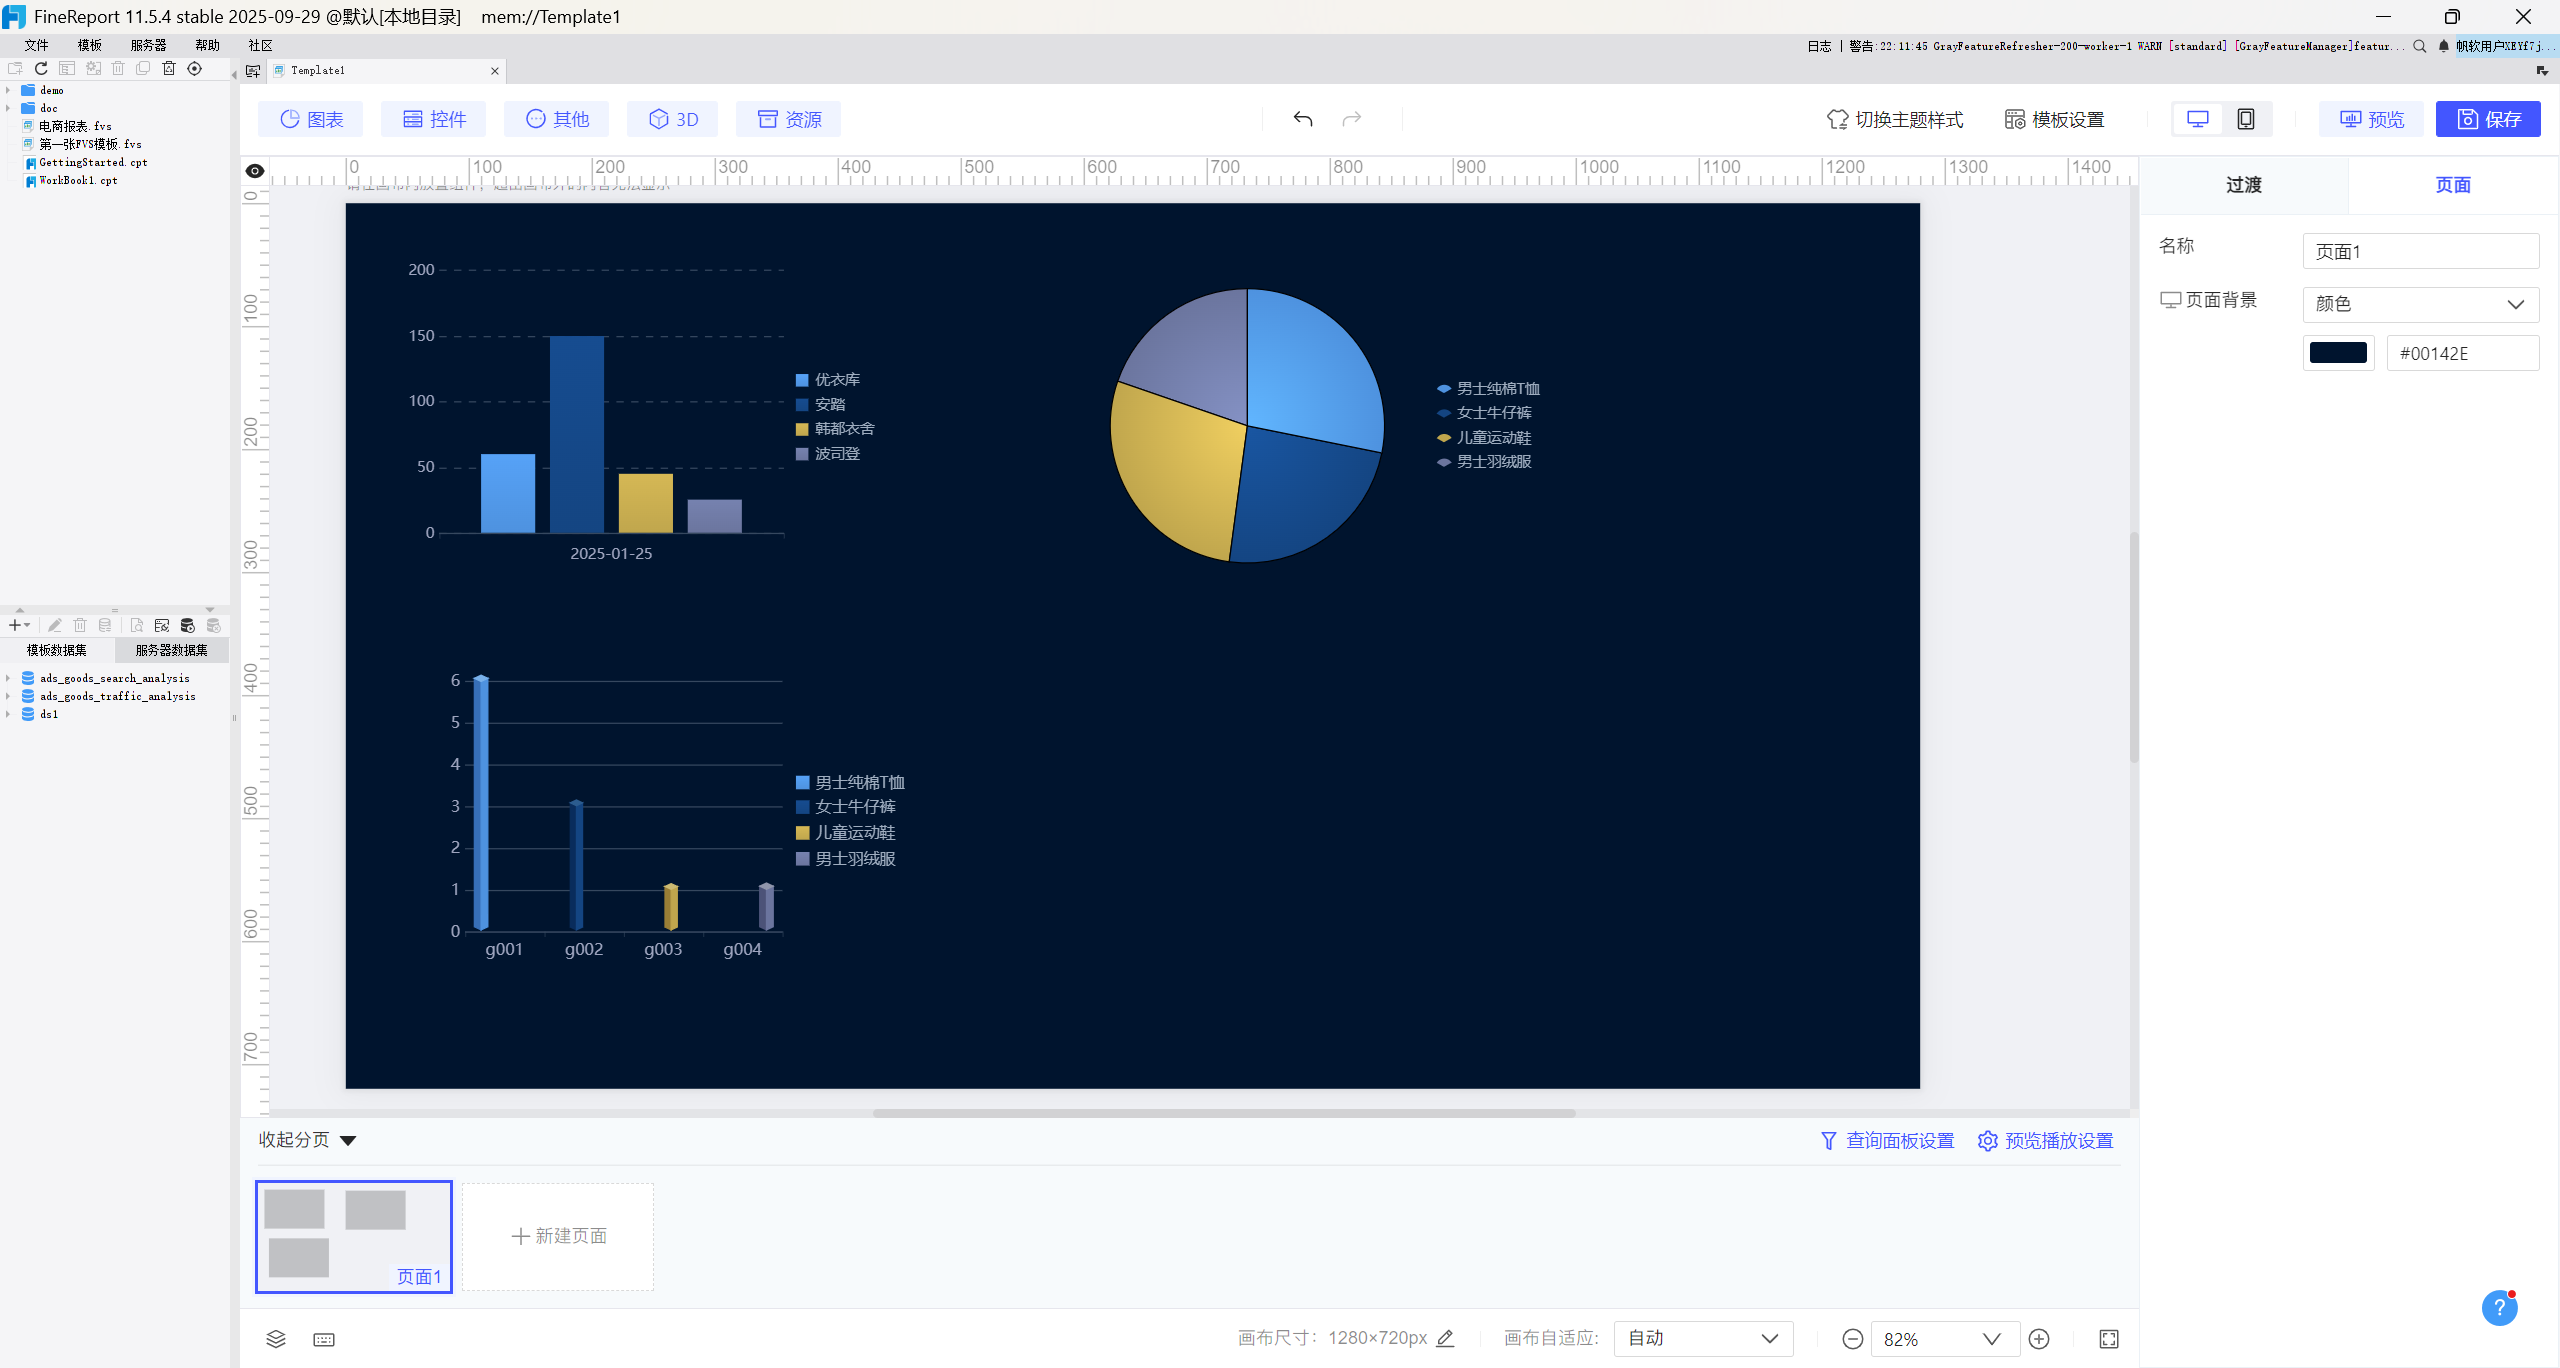 FineReport 11.5.4 stable 2025-09-29 @默认[本地目录] mem://Template1
文件 模板 服务器 帮助 社区
日志 | 警告:22:11:45 GrayFeatureRefresher-200-worker-1 WARN [standard] [GrayFeatureManager]featur... 帆软用户XEYf7j...
Template1
demo
doc
电商报表.fvs
第一张FVS模板.fvs
GettingStarted.cpt
WorkBook1.cpt
模板数据集 服务器数据集
ads_goods_search_analysis
ads_goods_traffic_analysis
ds1
图表 控件 其他 3D 资源
切换主题样式 模板设置 预览 保存
0 100 200 300 400 500 600 700 800 900 1000 1100 1200 1300 1400
0
100
200
300
400
500
600
700
200
150
100
50
0
2025-01-25
优衣库
安踏
韩都衣舍
波司登
男士纯棉T恤
女士牛仔裤
儿童运动鞋
男士羽绒服
6
5
4
3
2
1
0
g001 g002 g003 g004
男士纯棉T恤
女士牛仔裤
儿童运动鞋
男士羽绒服
过渡 页面
名称 页面1
页面背景 颜色
#00142E
收起分页
查询面板设置 预览播放设置
页面1
新建页面
画布尺寸: 1280×720px 画布自适应: 自动 82%
?